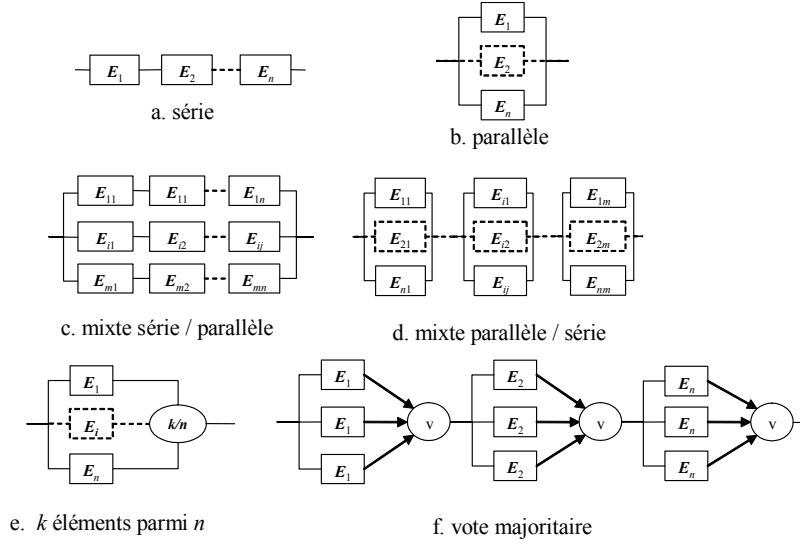 E1 E2 En
a. série
E1
E2
En
b. parallèle
E11 E11 E1n
Ei1 Ei2 Eij
Em1 Em2 Emn
c. mixte série / parallèle
E11 Ei1 E1m
E21 Ei2 E2m
En1 Eij Enm
d. mixte parallèle / série
E1
Ei k/n
En
e. k éléments parmi n
E1 E2 En
E1 v E2 v En v
E1 E2 En
f. vote majoritaire